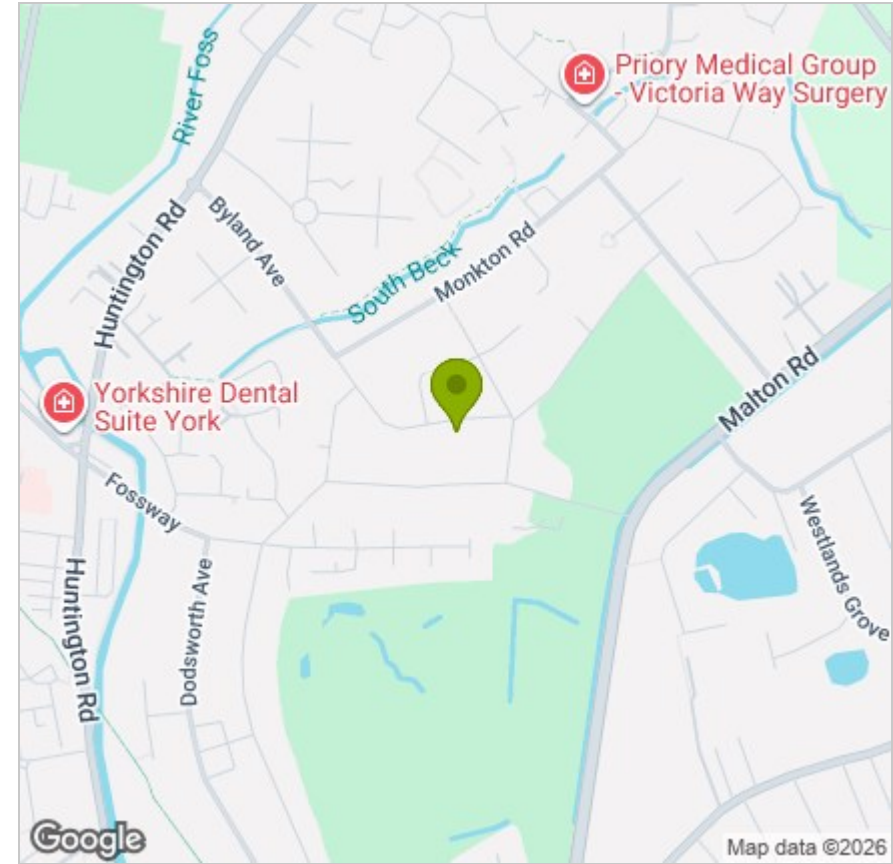 River Foss
Priory Medical Group
- Victoria Way Surgery
Byland Ave
Huntington Rd
South Beck
Monkton Rd
Malton Rd
Yorkshire Dental
Suite York
Fossway
Westlands Grove
Dodsworth Ave
Huntington Rd
Google
Map data ©2026